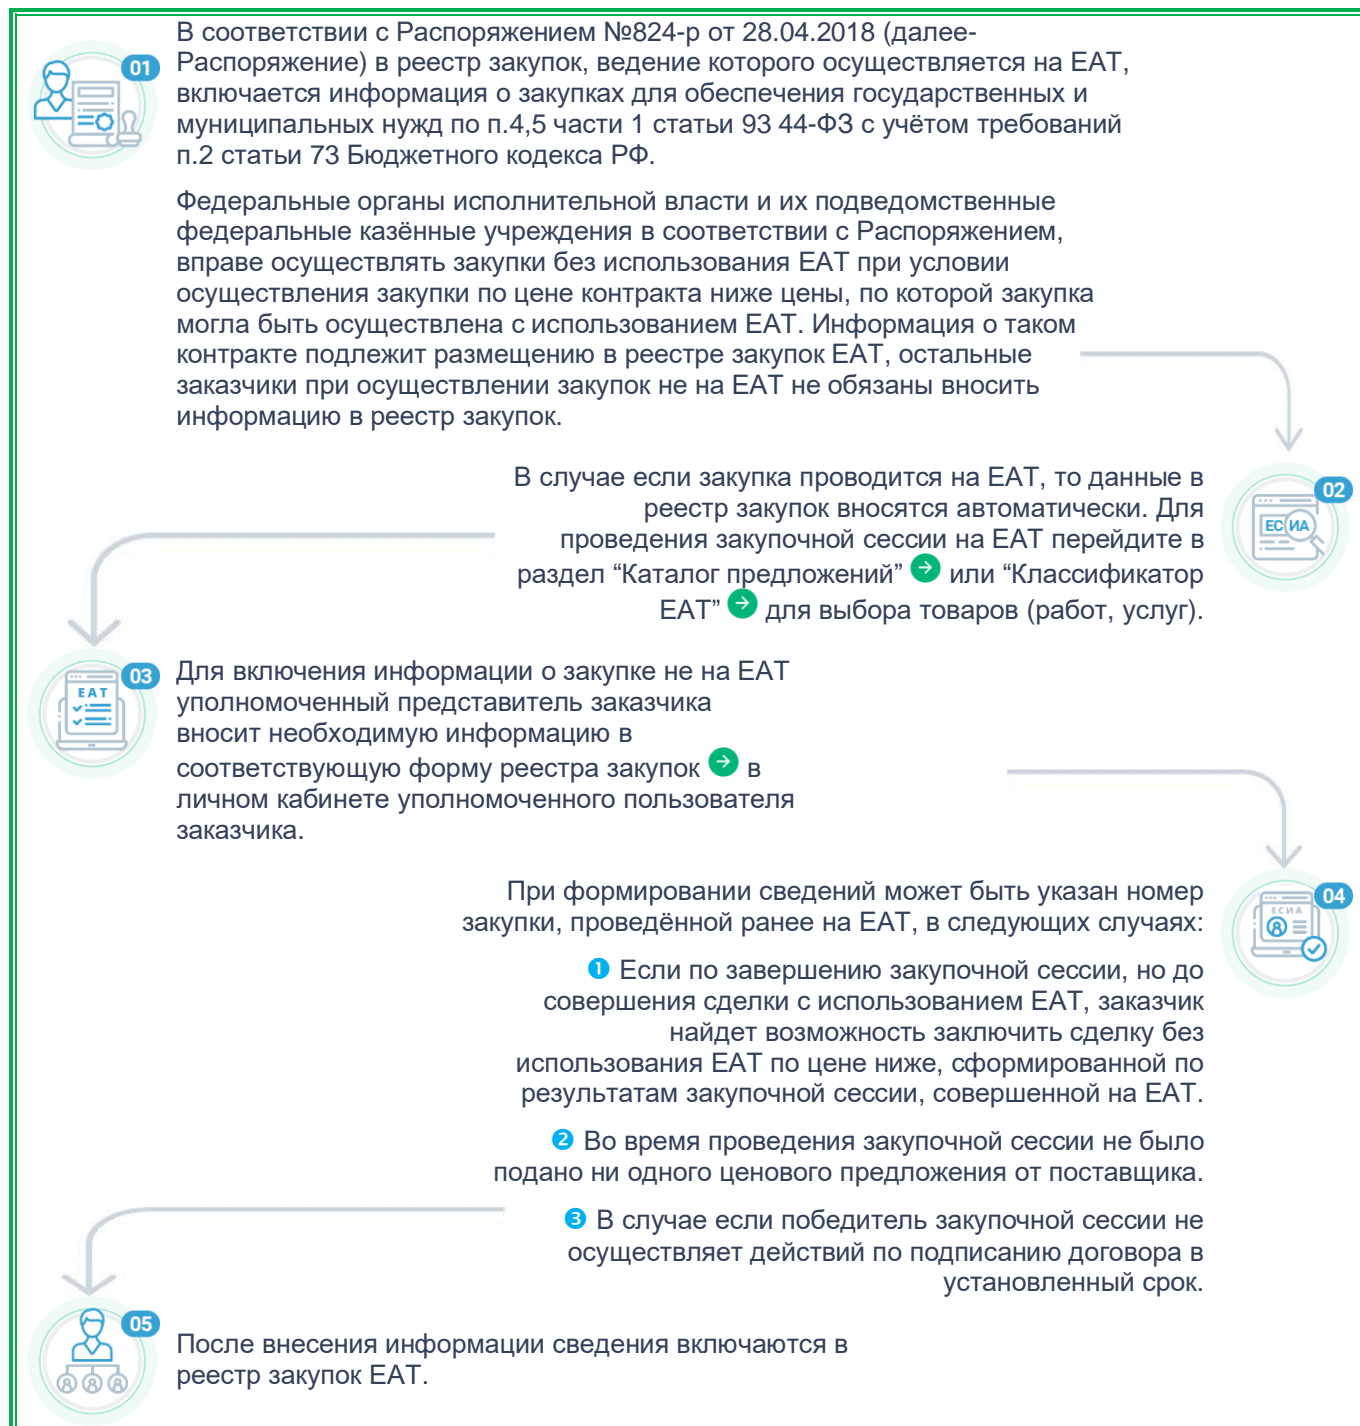 В соответствии с Распоряжением №824-р от 28.04.2018 (далее-
01
Распоряжение) в реестр закупок, ведение которого осуществляется на ЕАТ,
включается информация о закупках для обеспечения государственных и
муниципальных нужд по п.4,5 части 1 статьи 93 44-ФЗ с учётом требований
п.2 статьи 73 Бюджетного кодекса РФ.
Федеральные органы исполнительной власти и их подведомственные
федеральные казённые учреждения в соответствии с Распоряжением,
вправе осуществлять закупки без использования ЕАТ при условии
осуществления закупки по цене контракта ниже цены, по которой закупка
могла быть осуществлена с использованием ЕАТ. Информация о таком
контракте подлежит размещению в реестре закупок ЕАТ, остальные
заказчики при осуществлении закупок не на ЕАТ не обязаны вносить
информацию в реестр закупок.
02
ЕСИА
В случае если закупка проводится на ЕАТ, то данные в
реестр закупок вносятся автоматически. Для
проведения закупочной сессии на ЕАТ перейдите в
раздел “Каталог предложений” или “Классификатор
ЕАТ” для выбора товаров (работ, услуг).
03
ЕАТ
Для включения информации о закупке не на ЕАТ
уполномоченный представитель заказчика
вносит необходимую информацию в
соответствующую форму реестра закупок в
личном кабинете уполномоченного пользователя
заказчика.
04
ЕСИА
При формировании сведений может быть указан номер
закупки, проведённой ранее на ЕАТ, в следующих случаях:
❶ Если по завершению закупочной сессии, но до
совершения сделки с использованием ЕАТ, заказчик
найдет возможность заключить сделку без
использования ЕАТ по цене ниже, сформированной по
результатам закупочной сессии, совершенной на ЕАТ.
❷ Во время проведения закупочной сессии не было
подано ни одного ценового предложения от поставщика.
❸ В случае если победитель закупочной сессии не
осуществляет действий по подписанию договора в
установленный срок.
05
После внесения информации сведения включаются в
реестр закупок ЕАТ.